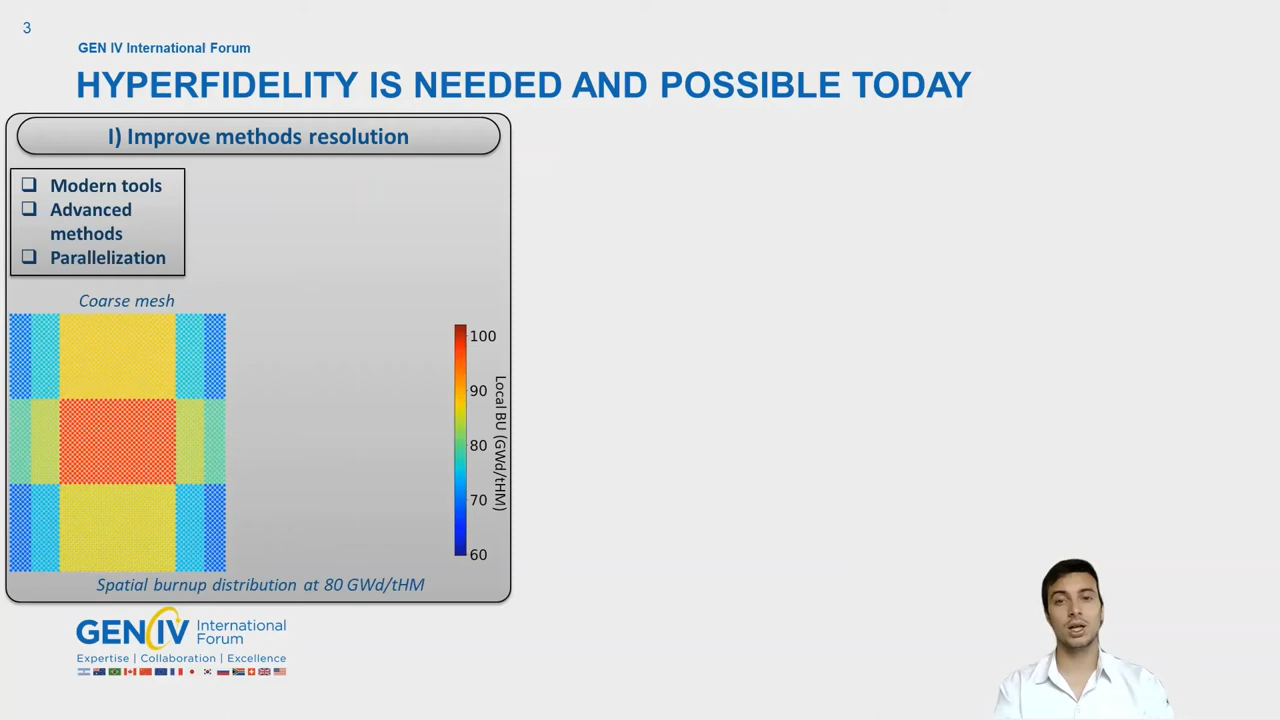 3
GEN IV International Forum
HYPERFIDELITY IS NEEDED AND POSSIBLE TODAY
I) Improve methods resolution
Modern tools
Advanced
methods
Parallelization
Coarse mesh
100
90
80
70
60
Local BU (GWd/tHM)
Spatial burnup distribution at 80 GWd/tHM
GEN IV International
Forum
Expertise | Collaboration | Excellence